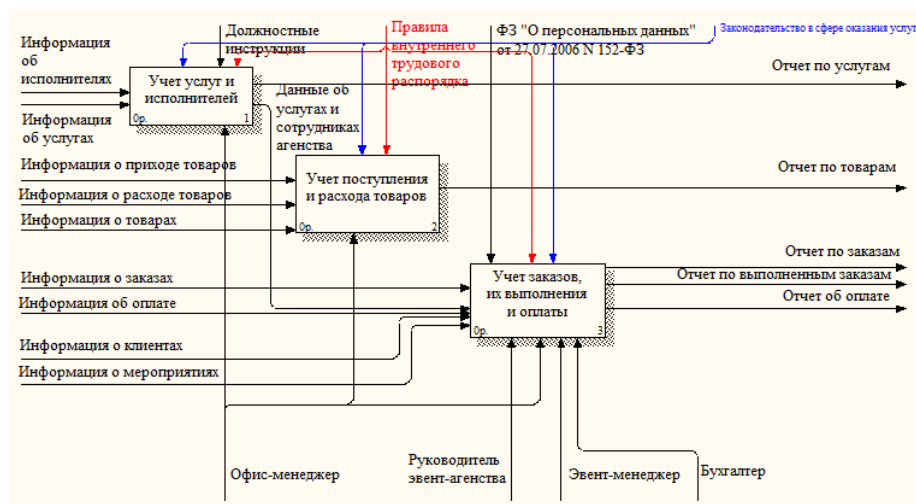 Информация
об
исполнителях
Должностные
инструкции
Правила
внутреннего
трудового
распорядка
ФЗ "О персональных данных"
от 27.07.2006 N 152-ФЗ
Законодательство в сфере оказания услуг
Учет услуг и
исполнителей
0р.
1
Отчет по услугам
Информация
об услугах
Данные об
услугах и
сотрудниках
агенства
Информация о приходе товаров
Информация о расходе товаров
Информация о товарах
Учет поступления
и расхода товаров
0р.
2
Отчет по товарам
Информация о заказах
Информация об оплате
Информация о клиентах
Информация о мероприятиях
Учет заказов,
их выполнения
и оплаты
0р.
3
Отчет по заказам
Отчет по выполненным заказам
Отчет об оплате
Офис-менеджер
Руководитель
эвент-агенства
Эвент-менеджер
Бухгалтер